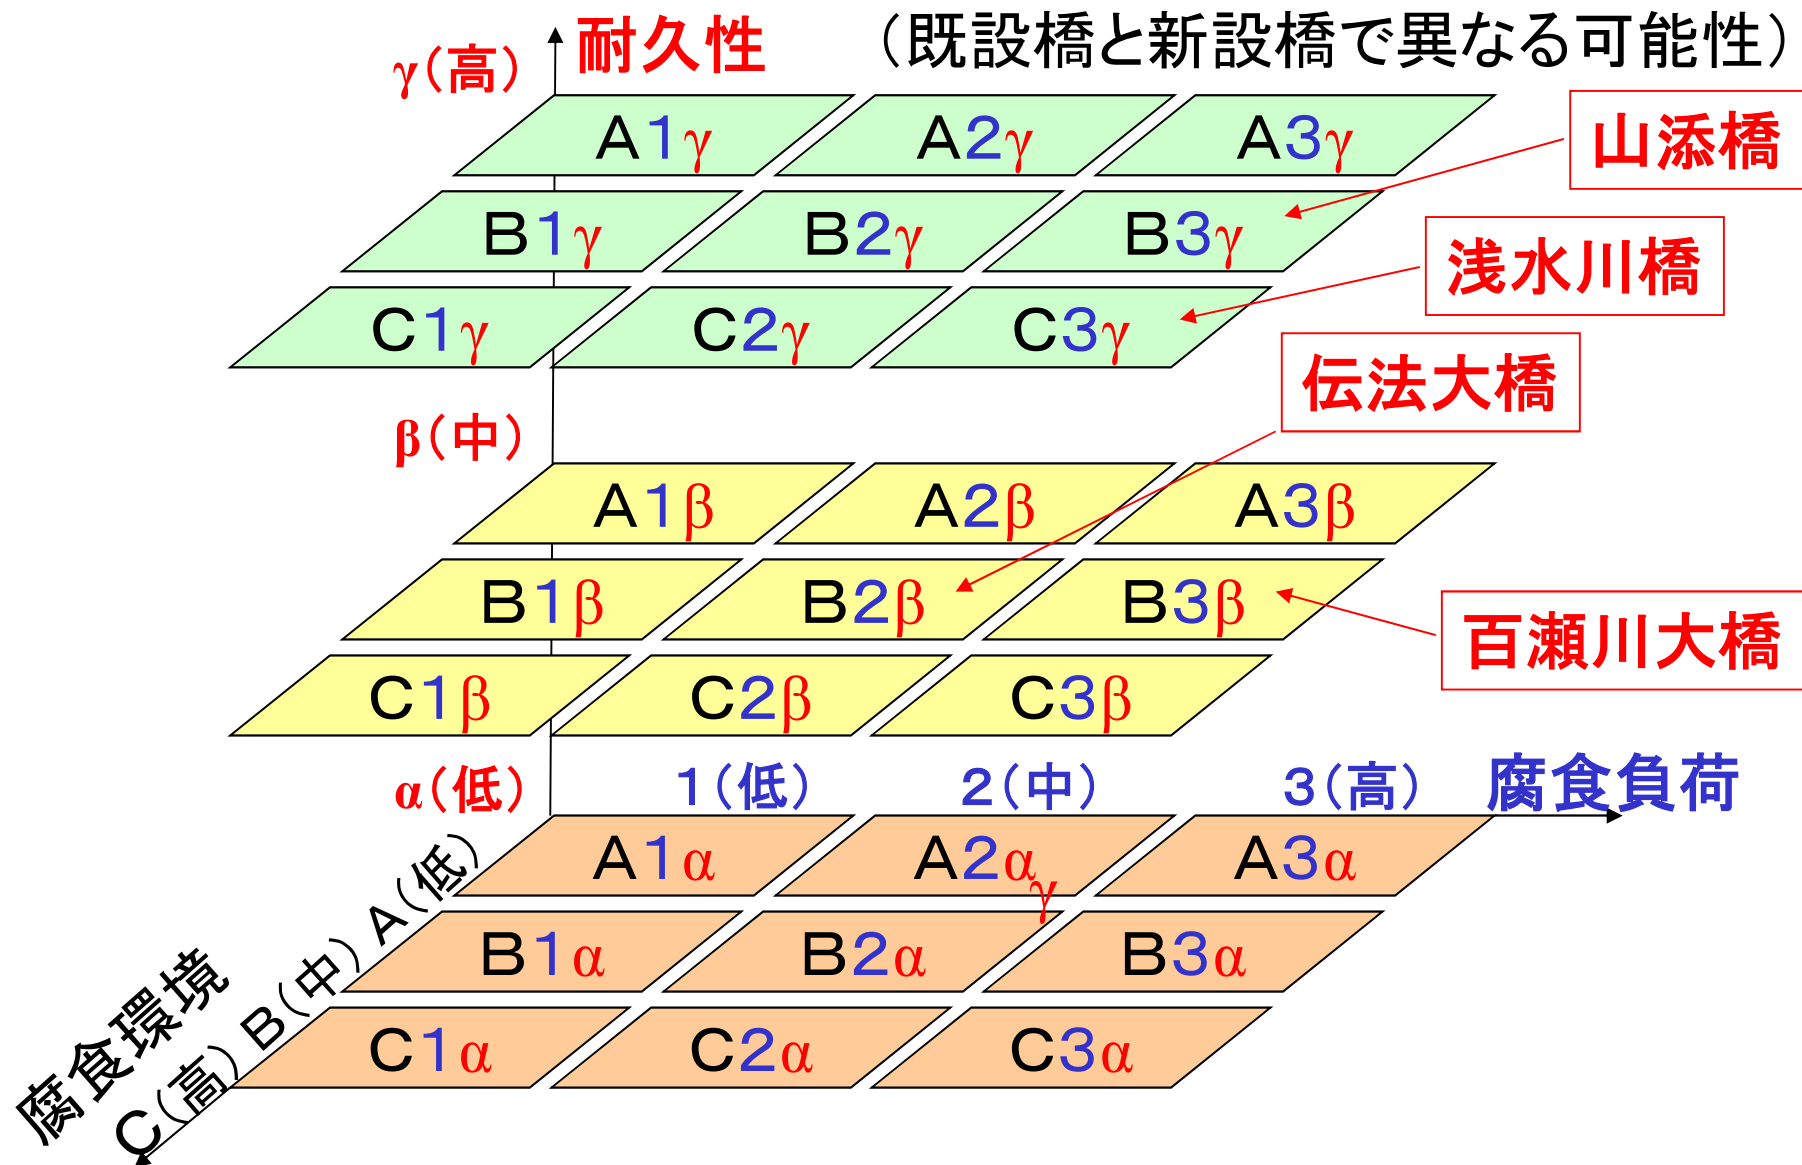 耐久性
（既設橋と新設橋で異なる可能性）
γ（高）
A1γ A2γ A3γ
山添橋
B1γ B2γ B3γ
浅水川橋
C1γ C2γ C3γ
伝法大橋
β（中）
A1β A2β A3β
B1β B2β B3β
百瀬川大橋
C1β C2β C3β
α（低） 1（低） 2（中） 3（高） 腐食負荷
A（低） A1α A2α A3α
γ
B（中） B1α B2α B3α
C（高） C1α C2α C3α
腐食環境